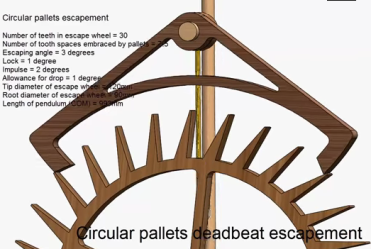 Circular pallets escapement
Number of teeth in escape wheel = 30
Number of tooth spaces embraced by pallets =
Escaping angle = 3 degrees
Lock = 1 degree
Impulse = 2 degrees
Allowance for drop = 1 degree
Tip diameter of escape wheel =
Root diameter of escape wheel =
Length of pendulum (COM) =
Circular pallets deadbeat escapement